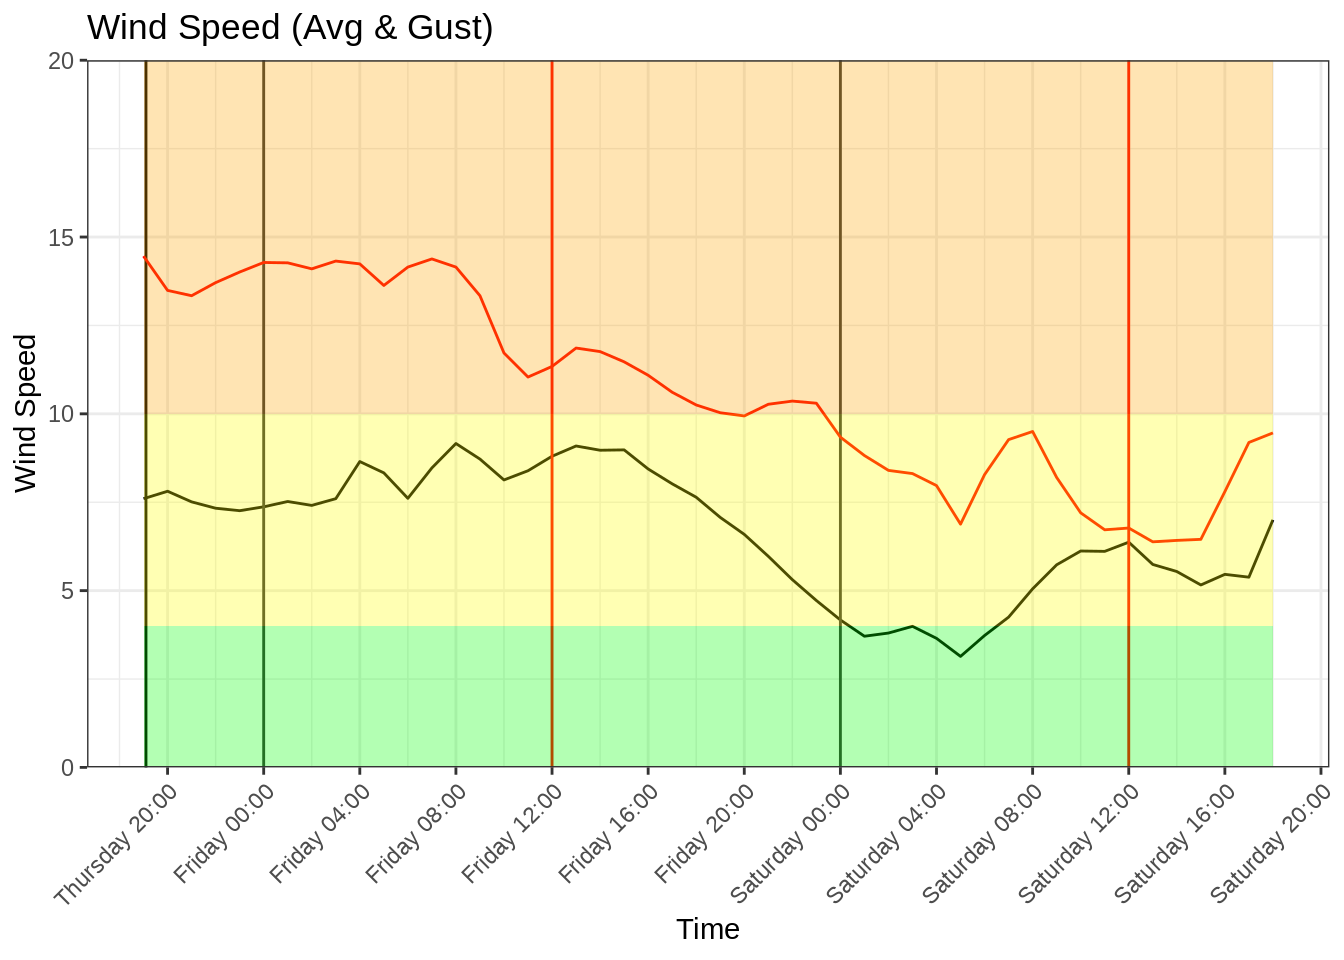 Wind Speed (Avg & Gust)
20
15
10
5
0
Wind Speed
Thursday 20:00
Friday 00:00
Friday 04:00
Friday 08:00
Friday 12:00
Friday 16:00
Friday 20:00
Saturday 00:00
Saturday 04:00
Saturday 08:00
Saturday 12:00
Saturday 16:00
Saturday 20:00
Time